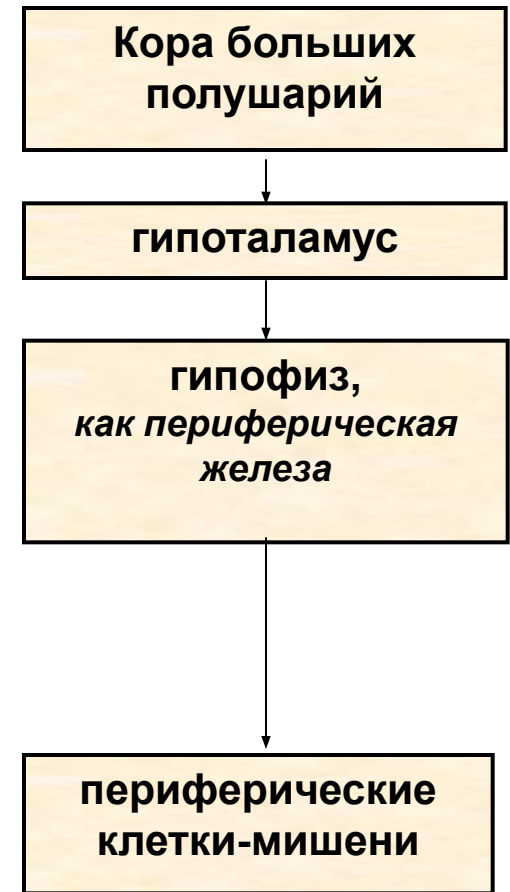 Кора больших
полушарий
гипоталамус
гипофиз,
как периферическая
железа
периферические
клетки-мишени